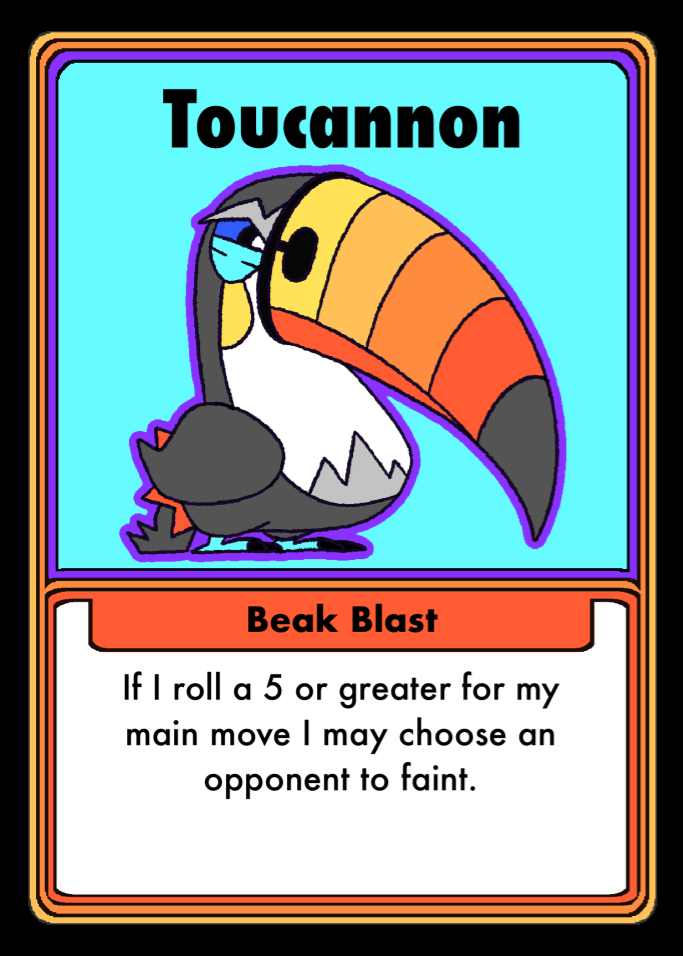 Toucannon
Beak Blast
If I roll a 5 or greater for my
main move I may choose an
opponent to faint.